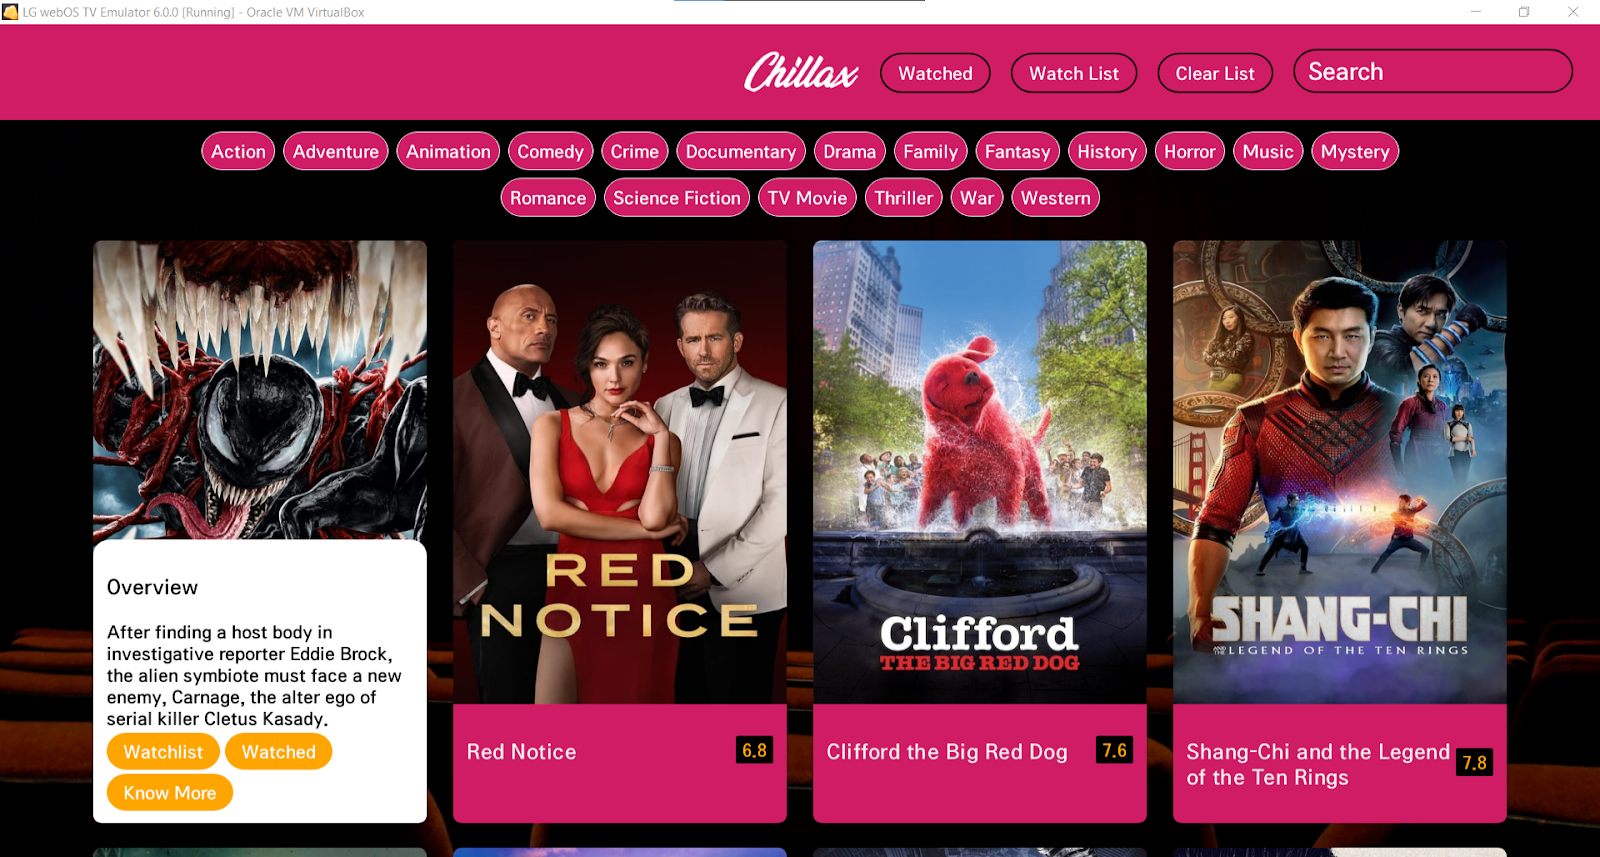 LG webOS TV Emulator 6.0.0 [Running] - Oracle VM VirtualBox
Chillax
Watched
Watch List
Clear List
Search
Action
Adventure
Animation
Comedy
Crime
Documentary
Drama
Family
Fantasy
History
Horror
Music
Mystery
Romance
Science Fiction
TV Movie
Thriller
War
Western
Overview
After finding a host body in
investigative reporter Eddie Brock,
the alien symbiote must face a new
enemy, Carnage, the alter ego of
serial killer Cletus Kasady.
Watchlist
Watched
Know More
RED
NOTICE
Red Notice
6.8
Clifford
THE BIG RED DOG
Clifford the Big Red Dog
7.6
SHANG-CHI
AND THE LEGEND OF THE TEN RINGS
Shang-Chi and the Legend
of the Ten Rings
7.8